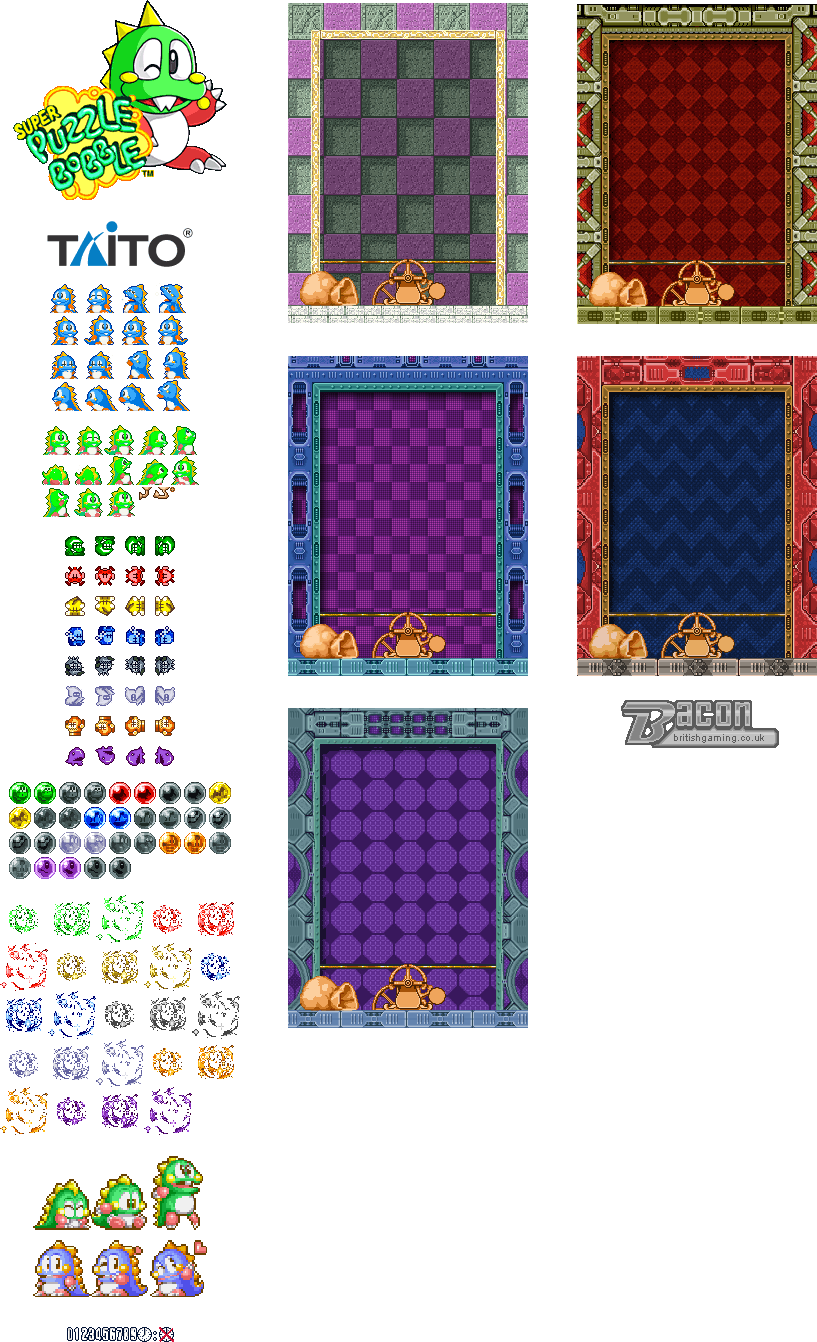 SUPER
PUZZLE
BOBBLE
TM
TAITO®
Bacon
britishgaming.co.uk
0123456789: